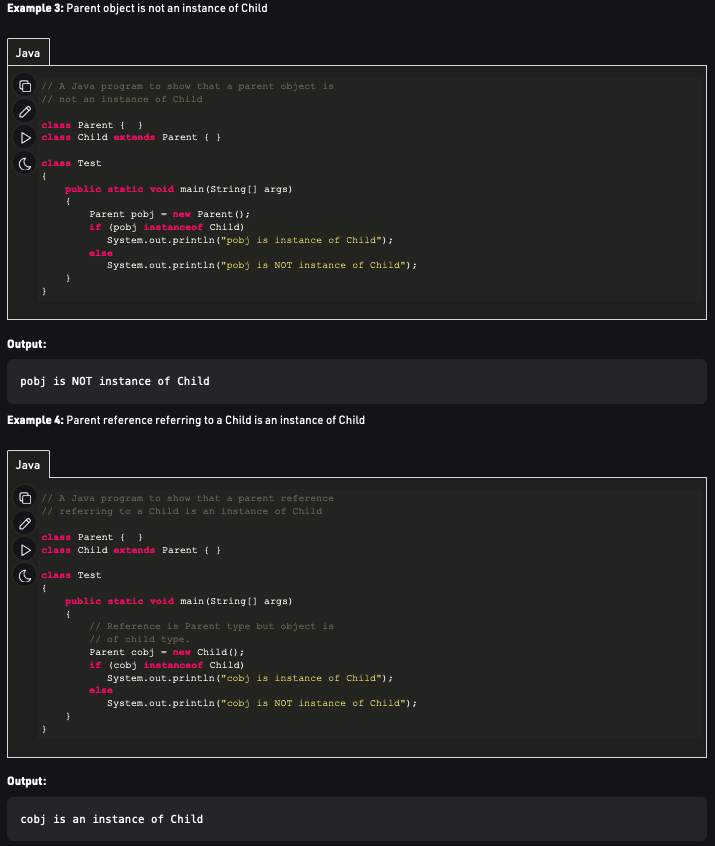 Example 3: Parent object is not an instance of Child
Java
// A Java program to show that a parent object is
// not an instance of Child
class Parent {  }
class Child extends Parent { }
class Test
{
    public static void main(String[] args)
    {
        Parent pobj = new Parent();
        if (pobj instanceof Child)
           System.out.println("pobj is instance of Child");
        else
           System.out.println("pobj is NOT instance of Child");
    }
}
Output:
pobj is NOT instance of Child
Example 4: Parent reference referring to a Child is an instance of Child
Java
// A Java program to show that a parent reference
// referring to a Child is an instance of Child
class Parent {  }
class Child extends Parent { }
class Test
{
    public static void main(String[] args)
    {
        // Reference is Parent type but object is
        // of child type.
        Parent cobj = new Child();
        if (cobj instanceof Child)
           System.out.println("cobj is instance of Child");
        else
           System.out.println("cobj is NOT instance of Child");
    }
}
Output:
cobj is an instance of Child